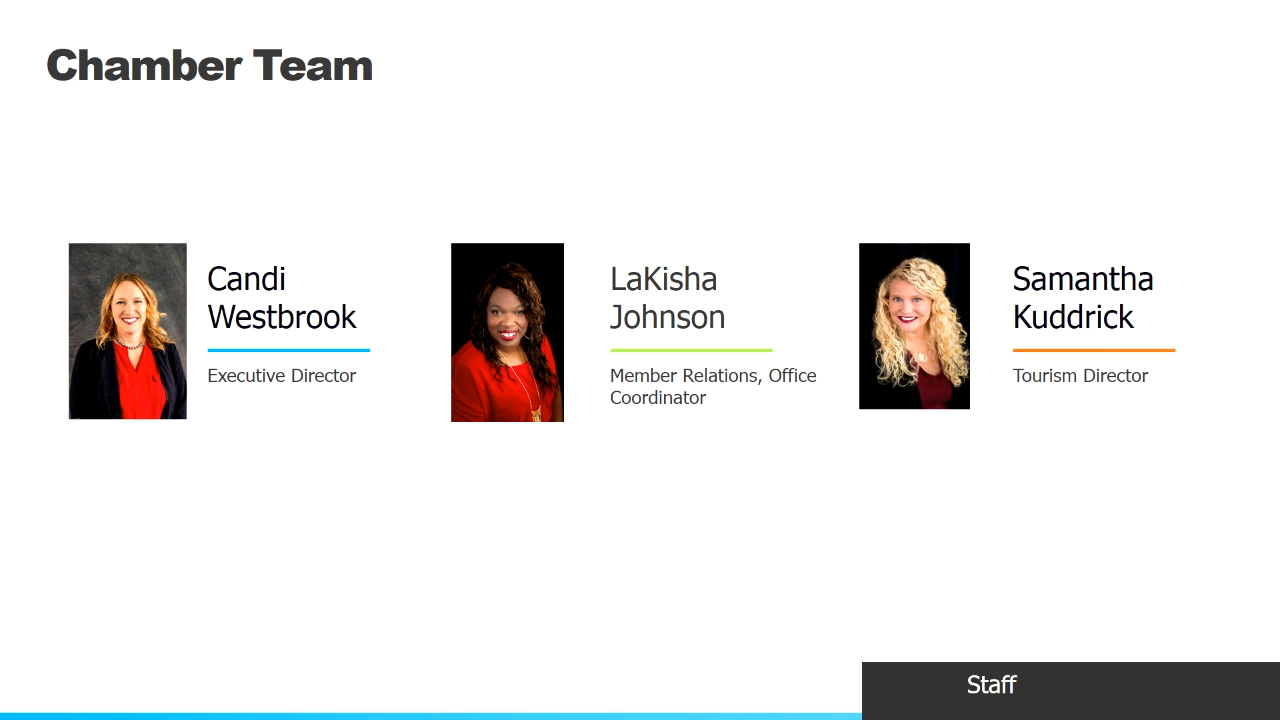 Chamber Team
Candi
Westbrook
Executive Director
LaKisha
Johnson
Member Relations, Office
Coordinator
Samantha
Kuddrick
Tourism Director
Staff